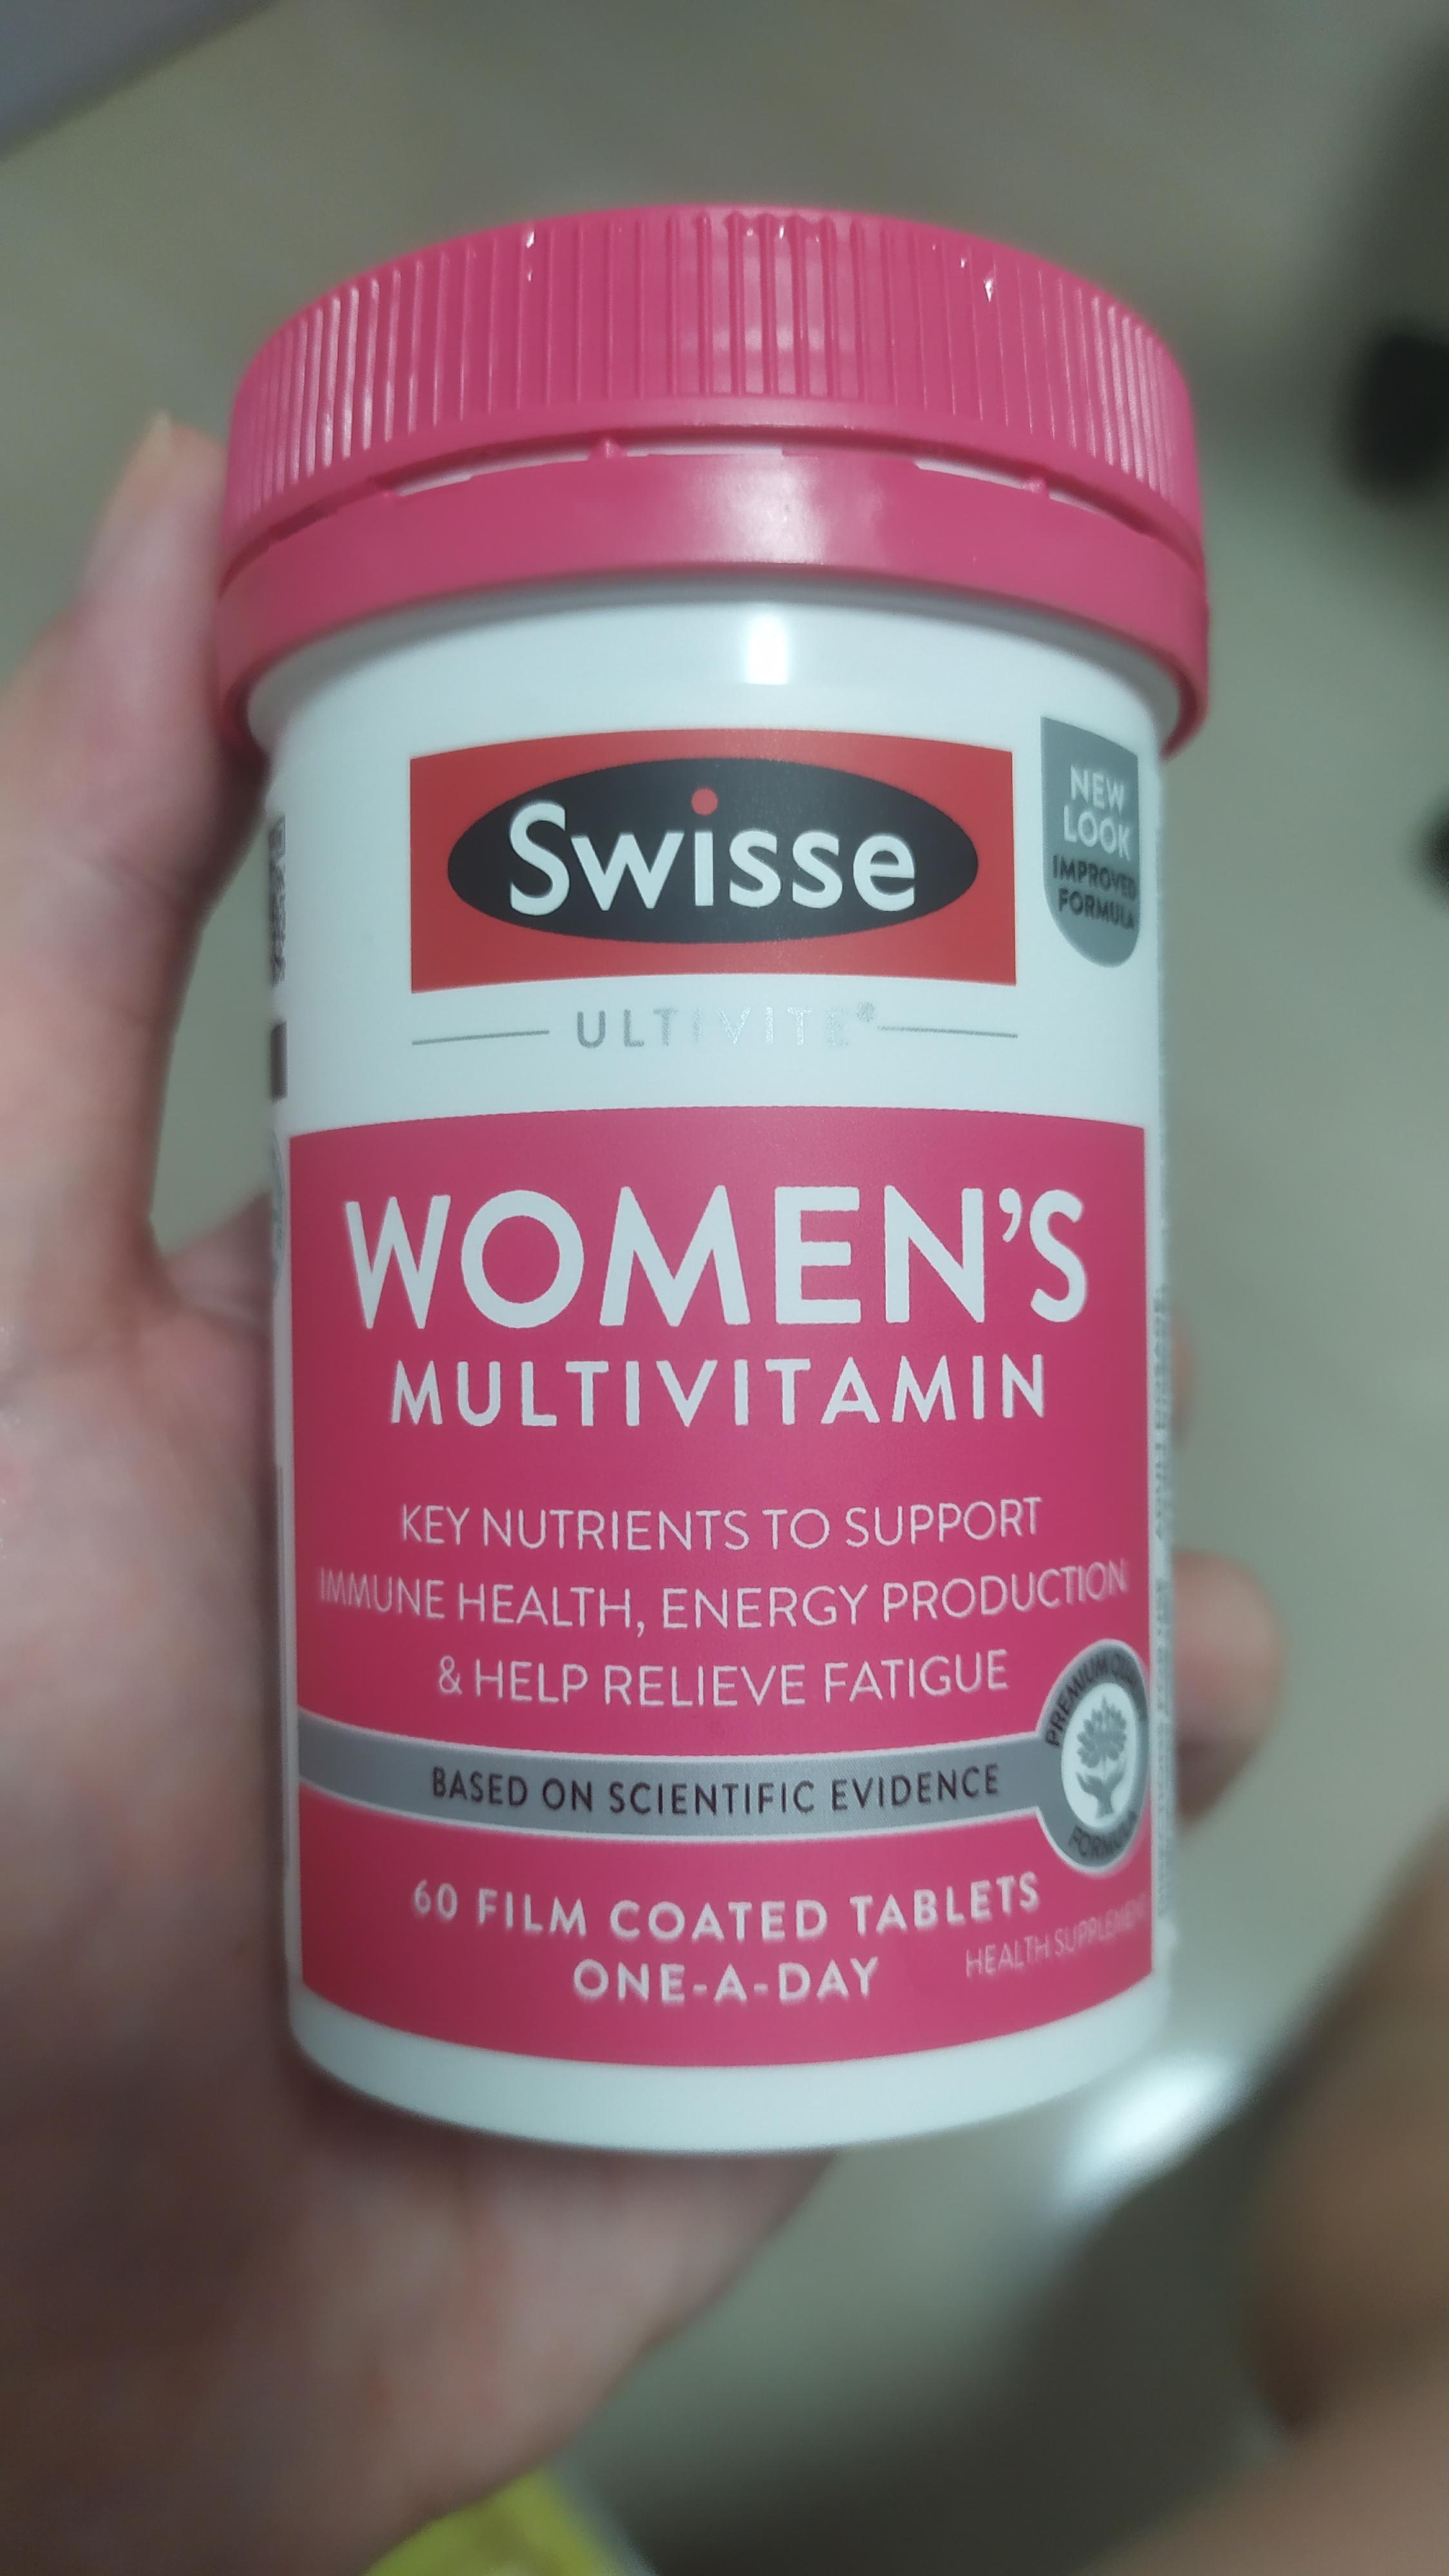 Swisse
NEW
LOOK
IMPROVED
FORMULA
ULTIVITE®
WOMEN'S
MULTIVITAMIN
KEY NUTRIENTS TO SUPPORT
IMMUNE HEALTH, ENERGY PRODUCTION
& HELP RELIEVE FATIGUE
PREMIUM
FORMULA
BASED ON SCIENTIFIC EVIDENCE
60 FILM COATED TABLETS
ONE-A-DAY
HEALTH SUPPLEMENT